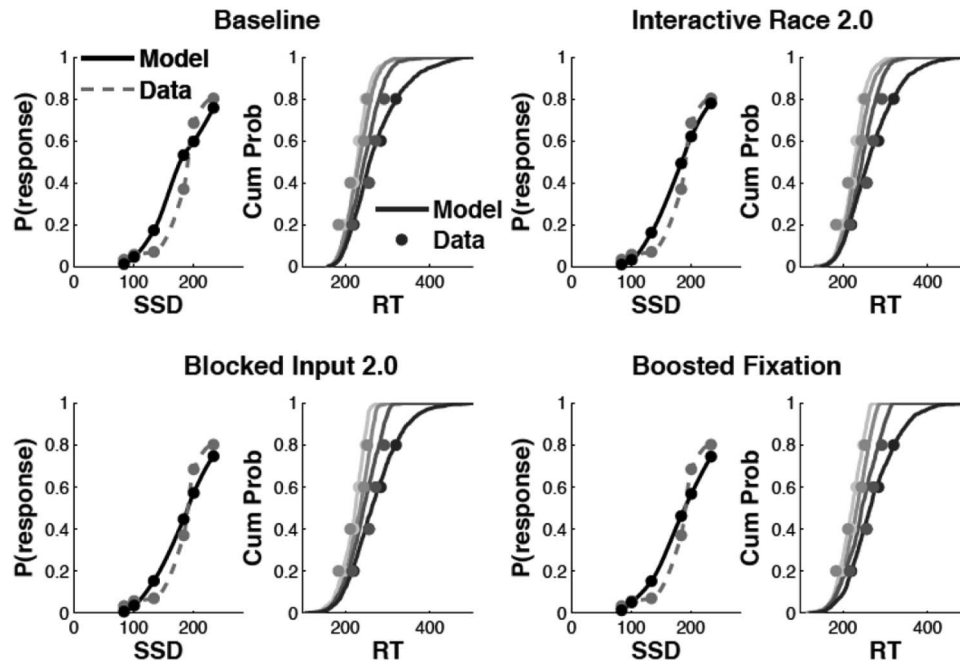 Baseline
Interactive Race 2.0
P(response)
1
0.8
0.6
0.4
0.2
0
Model
Data
0
100
200
SSD
Cum Prob
1
0.8
0.6
0.4
0.2
0
Model
Data
200
400
RT
P(response)
1
0.8
0.6
0.4
0.2
0
0
100
200
SSD
Cum Prob
1
0.8
0.6
0.4
0.2
0
200
400
RT
Blocked Input 2.0
Boosted Fixation
P(response)
1
0.8
0.6
0.4
0.2
0
0
100
200
SSD
Cum Prob
1
0.8
0.6
0.4
0.2
0
200
400
RT
P(response)
1
0.8
0.6
0.4
0.2
0
0
100
200
SSD
Cum Prob
1
0.8
0.6
0.4
0.2
0
200
400
RT